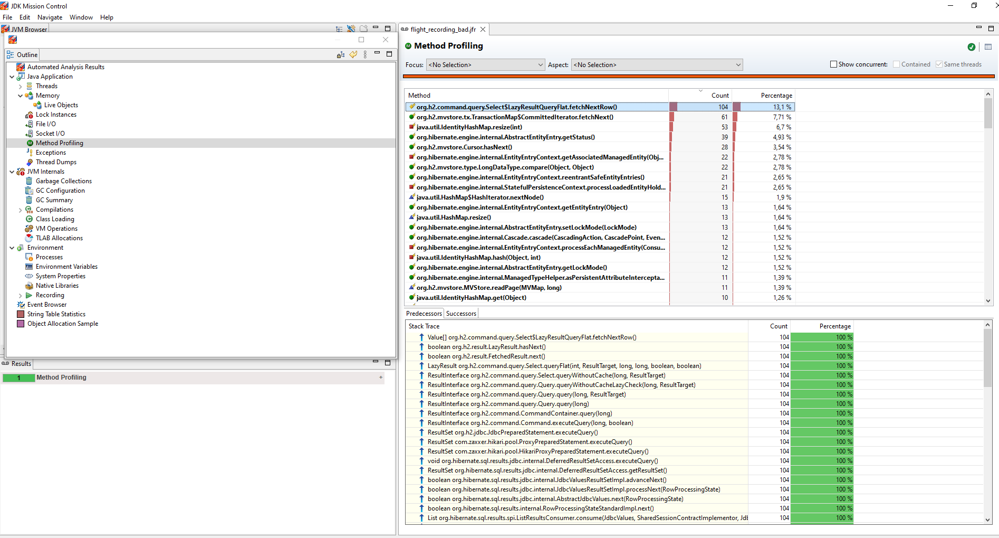 JDK Mission Control
File Edit Navigate Window Help
JVM Browser
Outline
Automated Analysis Results
Java Application
Threads
Memory
Live Objects
Lock Instances
File I/O
Socket I/O
Method Profiling
Exceptions
Thread Dumps
JVM Internals
Garbage Collections
GC Configuration
GC Summary
Compilations
Class Loading
VM Operations
TLAB Allocations
Environment
Processes
Environment Variables
System Properties
Native Libraries
Recording
Event Browser
String Table Statistics
Object Allocation Sample
Results
1 Method Profiling +
flight_recording_bad.jfr
Method Profiling
Focus: <No Selection> Aspect: <No Selection> Show concurrent: Contained Same threads
Method Count Percentage
org.h2.command.query.Select$LazyResultQueryFlat.fetchNextRow() 104 13,1 %
org.h2.mvstore.tx.TransactionMap$CommittedIterator.fetchNext() 61 7,71 %
java.util.IdentityHashMap.resize(int) 53 6,7 %
org.hibernate.engine.internal.AbstractEntityEntry.getStatus() 39 4,93 %
org.h2.mvstore.Cursor.hasNext() 28 3,54 %
org.hibernate.engine.internal.EntityEntryContext.getAssociatedManagedEntity(Obj... 22 2,78 %
org.h2.mvstore.type.LongDataType.compare(Object, Object) 22 2,78 %
org.hibernate.engine.internal.EntityEntryContext.reentrantSafeEntityEntries() 21 2,65 %
org.hibernate.engine.internal.StatefulPersistenceContext.processLoadedEntityHold... 21 2,65 %
java.util.HashMap$HashIterator.nextNode() 15 1,9 %
org.hibernate.engine.internal.EntityEntryContext.getEntityEntry(Object) 13 1,64 %
java.util.HashMap.resize() 13 1,64 %
org.hibernate.engine.internal.AbstractEntityEntry.setLockMode(LockMode) 13 1,64 %
org.hibernate.engine.internal.Cascade.cascade(CascadingAction, CascadePoint, Even... 12 1,52 %
org.hibernate.engine.internal.EntityEntryContext.processEachManagedEntity(Consu... 12 1,52 %
java.util.IdentityHashMap.hash(Object, int) 12 1,52 %
org.hibernate.engine.internal.AbstractEntityEntry.getLockMode() 12 1,52 %
org.hibernate.engine.internal.ManagedTypeHelper.asPersistentAttributeIntercepta... 11 1,39 %
org.h2.mvstore.MVStore.readPage(MVMap, long) 11 1,39 %
java.util.IdentityHashMap.get(Object) 10 1,26 %
Predecessors Successors
Stack Trace Count Percentage
Value[] org.h2.command.query.Select$LazyResultQueryFlat.fetchNextRow() 104 100 %
boolean org.h2.result.LazyResult.hasNext() 104 100 %
boolean org.h2.result.FetchedResult.next() 104 100 %
LazyResult org.h2.command.query.Select.queryFlat(int, ResultTarget, long, long, boolean, boolean) 104 100 %
ResultInterface org.h2.command.query.Select.queryWithoutCache(long, ResultTarget) 104 100 %
ResultInterface org.h2.command.query.Query.queryWithoutCacheLazyCheck(long, ResultTarget) 104 100 %
ResultInterface org.h2.command.query.Query.query(long, ResultTarget) 104 100 %
ResultInterface org.h2.command.query.Query.query(long) 104 100 %
ResultInterface org.h2.command.CommandContainer.query(long) 104 100 %
ResultInterface org.h2.command.Command.executeQuery(long, boolean) 104 100 %
ResultSet org.h2.jdbc.JdbcPreparedStatement.executeQuery() 104 100 %
ResultSet com.zaxxer.hikari.pool.ProxyPreparedStatement.executeQuery() 104 100 %
ResultSet com.zaxxer.hikari.pool.HikariProxyPreparedStatement.executeQuery() 104 100 %
void org.hibernate.sql.results.jdbc.internal.DeferredResultSetAccess.executeQuery() 104 100 %
ResultSet org.hibernate.sql.results.jdbc.internal.DeferredResultSetAccess.getResultSet() 104 100 %
boolean org.hibernate.sql.results.jdbc.internal.JdbcValuesResultSetImpl.advanceNext() 104 100 %
boolean org.hibernate.sql.results.jdbc.internal.JdbcValuesResultSetImpl.processNext(RowProcessingState) 104 100 %
boolean org.hibernate.sql.results.jdbc.internal.AbstractJdbcValues.next(RowProcessingState) 104 100 %
boolean org.hibernate.sql.results.internal.RowProcessingStateStandardImpl.next() 104 100 %
List org.hibernate.sql.results.spi.ListResultsConsumer.consume(JdbcValues, SharedSessionContractImplementor, Jdb 104 100 %